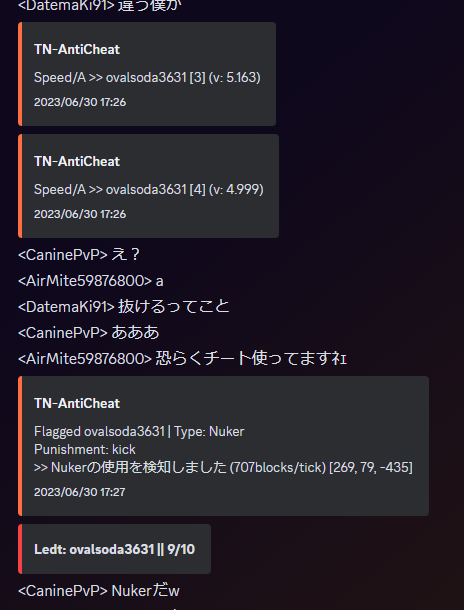 <DatemaKi91> 違う僕が
TN-AntiCheat
Speed/A >> ovalsoda3631 [3] (v: 5.163)
2023/06/30 17:26
TN-AntiCheat
Speed/A >> ovalsoda3631 [4] (v: 4.999)
2023/06/30 17:26
<CaninePvP> え？
<AirMite59876800> a
<DatemaKi91> 抜けるってこと
<CaninePvP> あああ
<AirMite59876800> 恐らくチート使ってますﾈｪ
TN-AntiCheat
Flagged ovalsoda3631 | Type: Nuker
Punishment: kick
>> Nukerの使用を検知しました (707blocks/tick) [269, 79, -435]
2023/06/30 17:27
Ledt: ovalsoda3631 || 9/10
<CaninePvP> Nukerだw